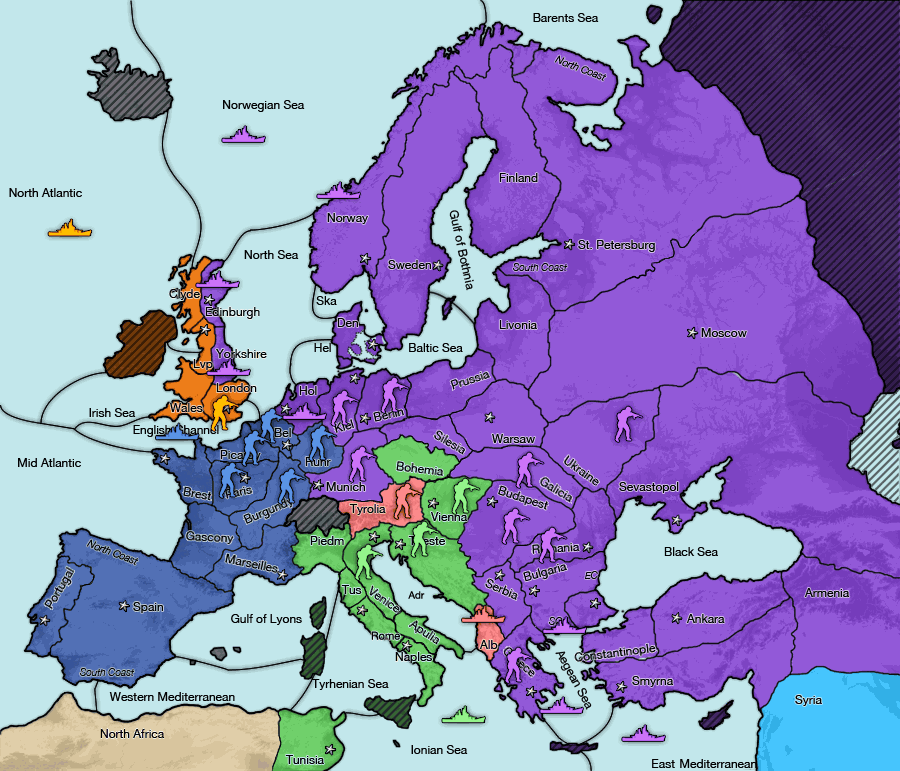 Barents Sea
North Coast
Norwegian Sea
North Atlantic
Finland
Norway
Gulf of Bothnia
North Sea
Sweden
St. Petersburg
South Coast
Clyde
Ska
Edinburgh
Den
Livonia
Moscow
Hel
Baltic Sea
Yorkshire
Lvp
Prussia
London
Hol
Wales
Kiel
Berlin
Irish Sea
English Channel
Bel
Silesia
Warsaw
Mid Atlantic
Picardy
Ruhr
Bohemia
Ukraine
Galicia
Brest
Paris
Munich
Budapest
Sevastopol
Burgundy
Tyrolia
Vienna
Gascony
Piedm
Trieste
Rumania
North Coast
Marseilles
Black Sea
Portugal
Serbia
Bulgaria
EC
Armenia
Spain
Tus
Venice
Adr
Gulf of Lyons
SC
Ankara
Rome
Apulia
Alb
Naples
Greece
Constantinople
South Coast
Aegean Sea
Tyrrhenian Sea
Smyrna
Western Mediterranean
Syria
North Africa
Tunisia
Ionian Sea
East Mediterranean